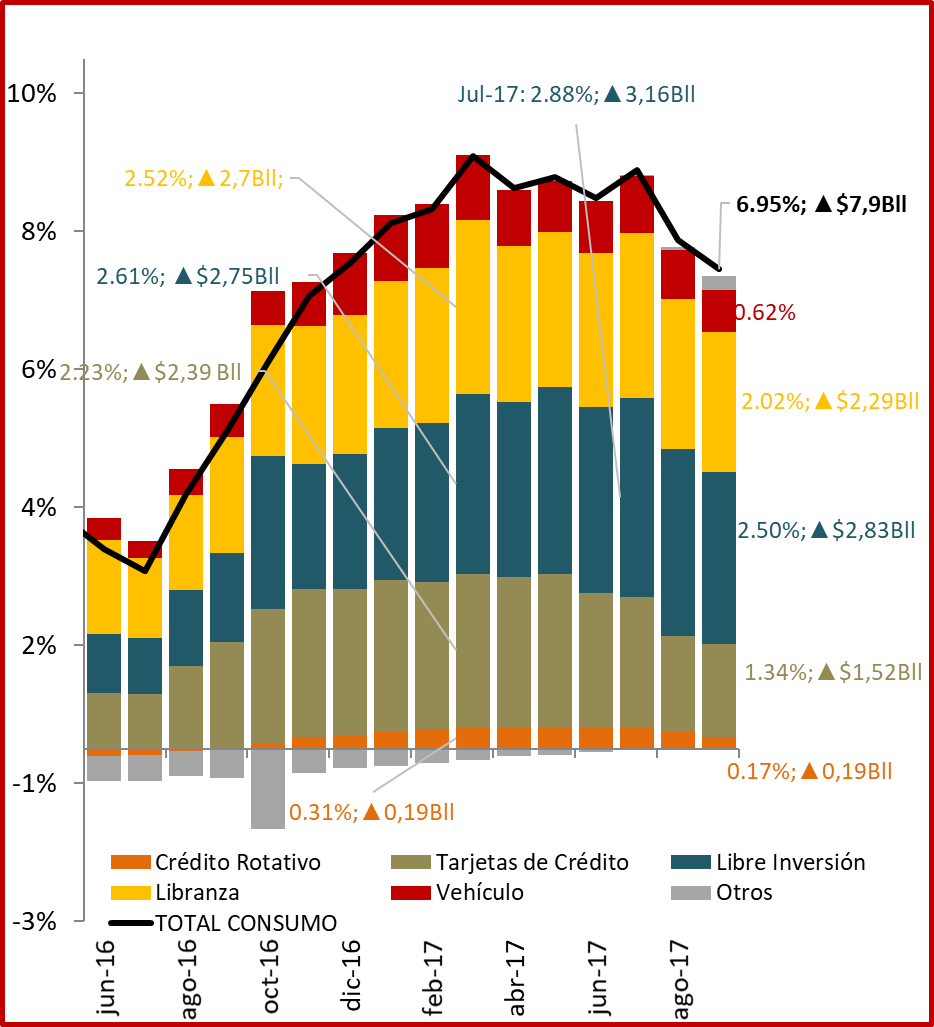 10%
8%
6%
4%
2%
-1%
-3%
Jul-17: 2.88%; ▲3,16Bll
2.52%; ▲2,7Bll;
6.95%; ▲$7,9Bll
2.61%; ▲$2,75Bll
0.62%
2.23%; ▲$2,39 Bll
2.02%; ▲$2,29Bll
2.50%; ▲$2,83Bll
1.34%; ▲$1,52Bll
0.17%; ▲0,19Bll
0.31%; ▲0,19Bll
Crédito Rotativo Tarjetas de Crédito Libre Inversión
Libranza Vehículo Otros
TOTAL CONSUMO
jun-16 ago-16 oct-16 dic-16 feb-17 abr-17 jun-17 ago-17